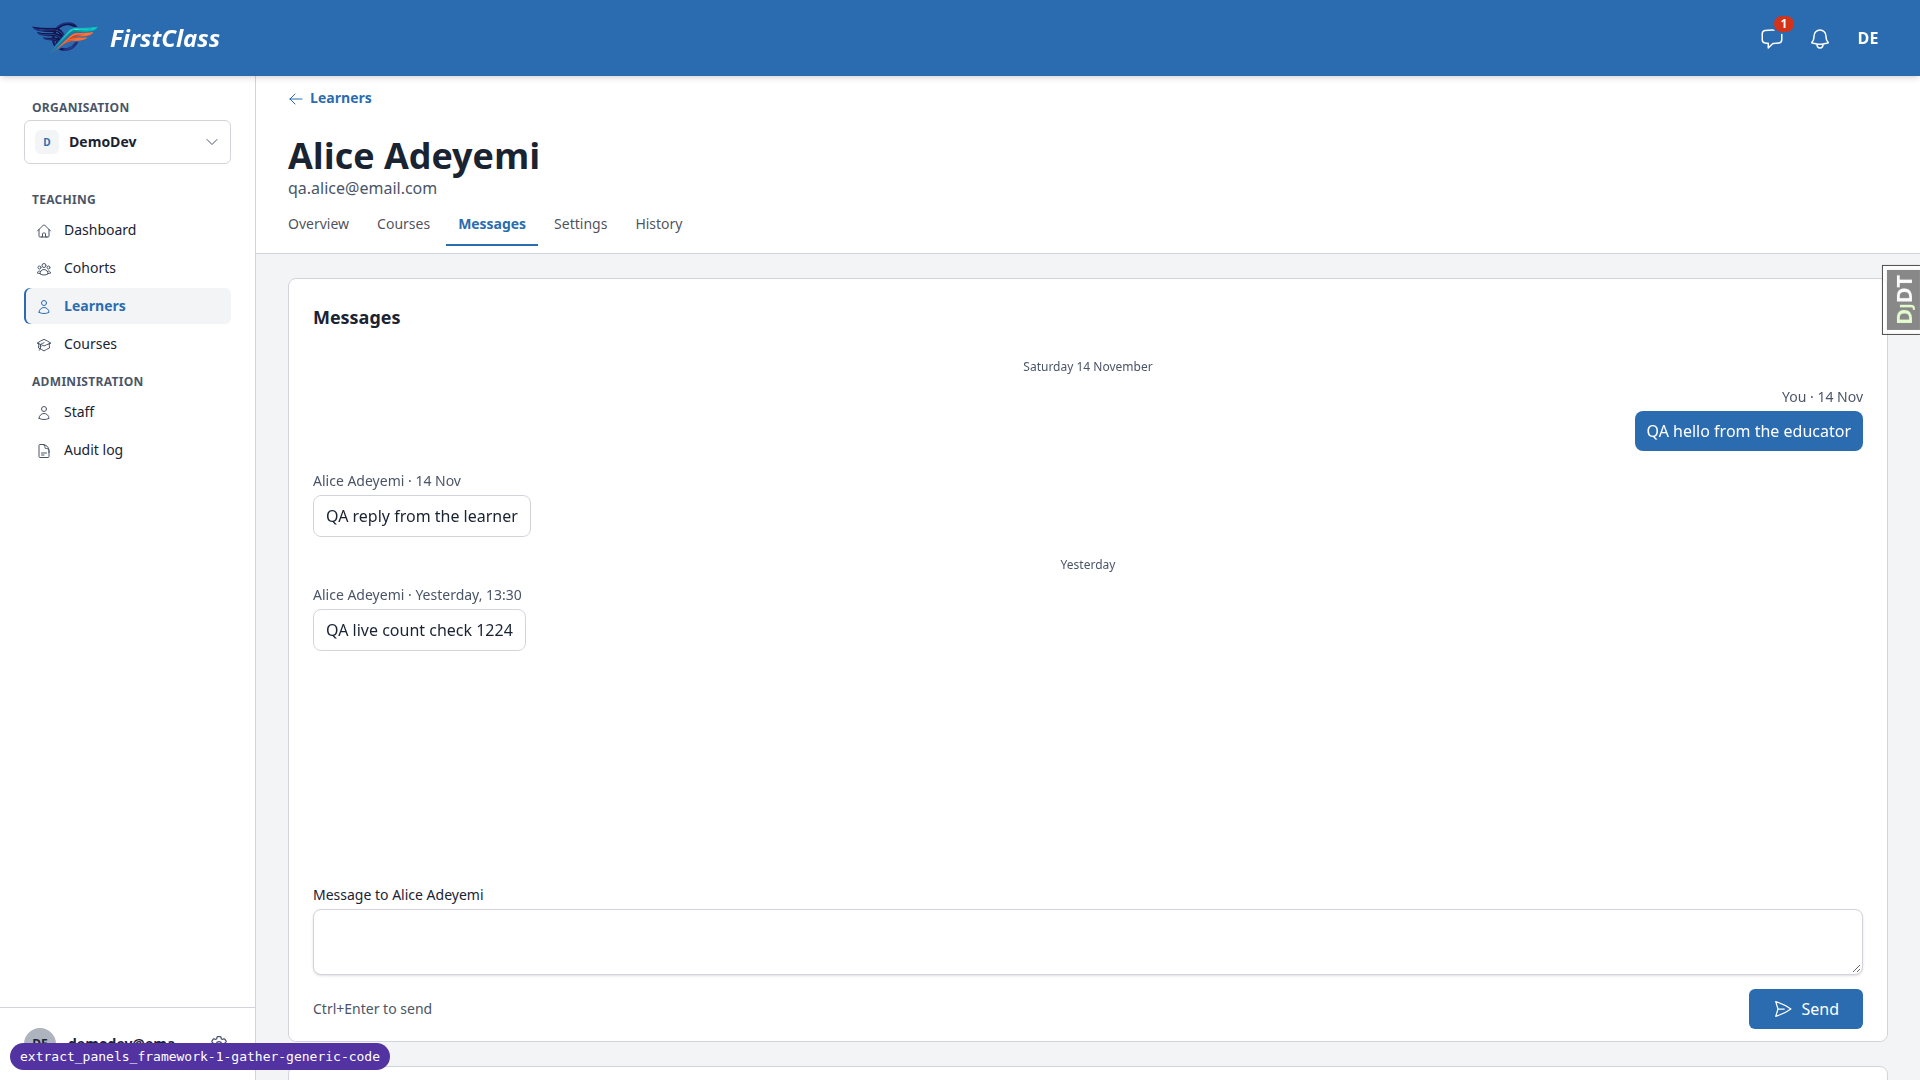 FirstClass
1
DE
ORGANISATION
D DemoDev
TEACHING
Dashboard
Cohorts
Learners
Courses
ADMINISTRATION
Staff
Audit log
Learners
Alice Adeyemi
qa.alice@email.com
Overview Courses Messages Settings History
DJDT
Messages
Saturday 14 November
You · 14 Nov
QA hello from the educator
Alice Adeyemi · 14 Nov
QA reply from the learner
Yesterday
Alice Adeyemi · Yesterday, 13:30
QA live count check 1224
Message to Alice Adeyemi
Ctrl+Enter to send
Send
extract_panels_framework-1-gather-generic-code